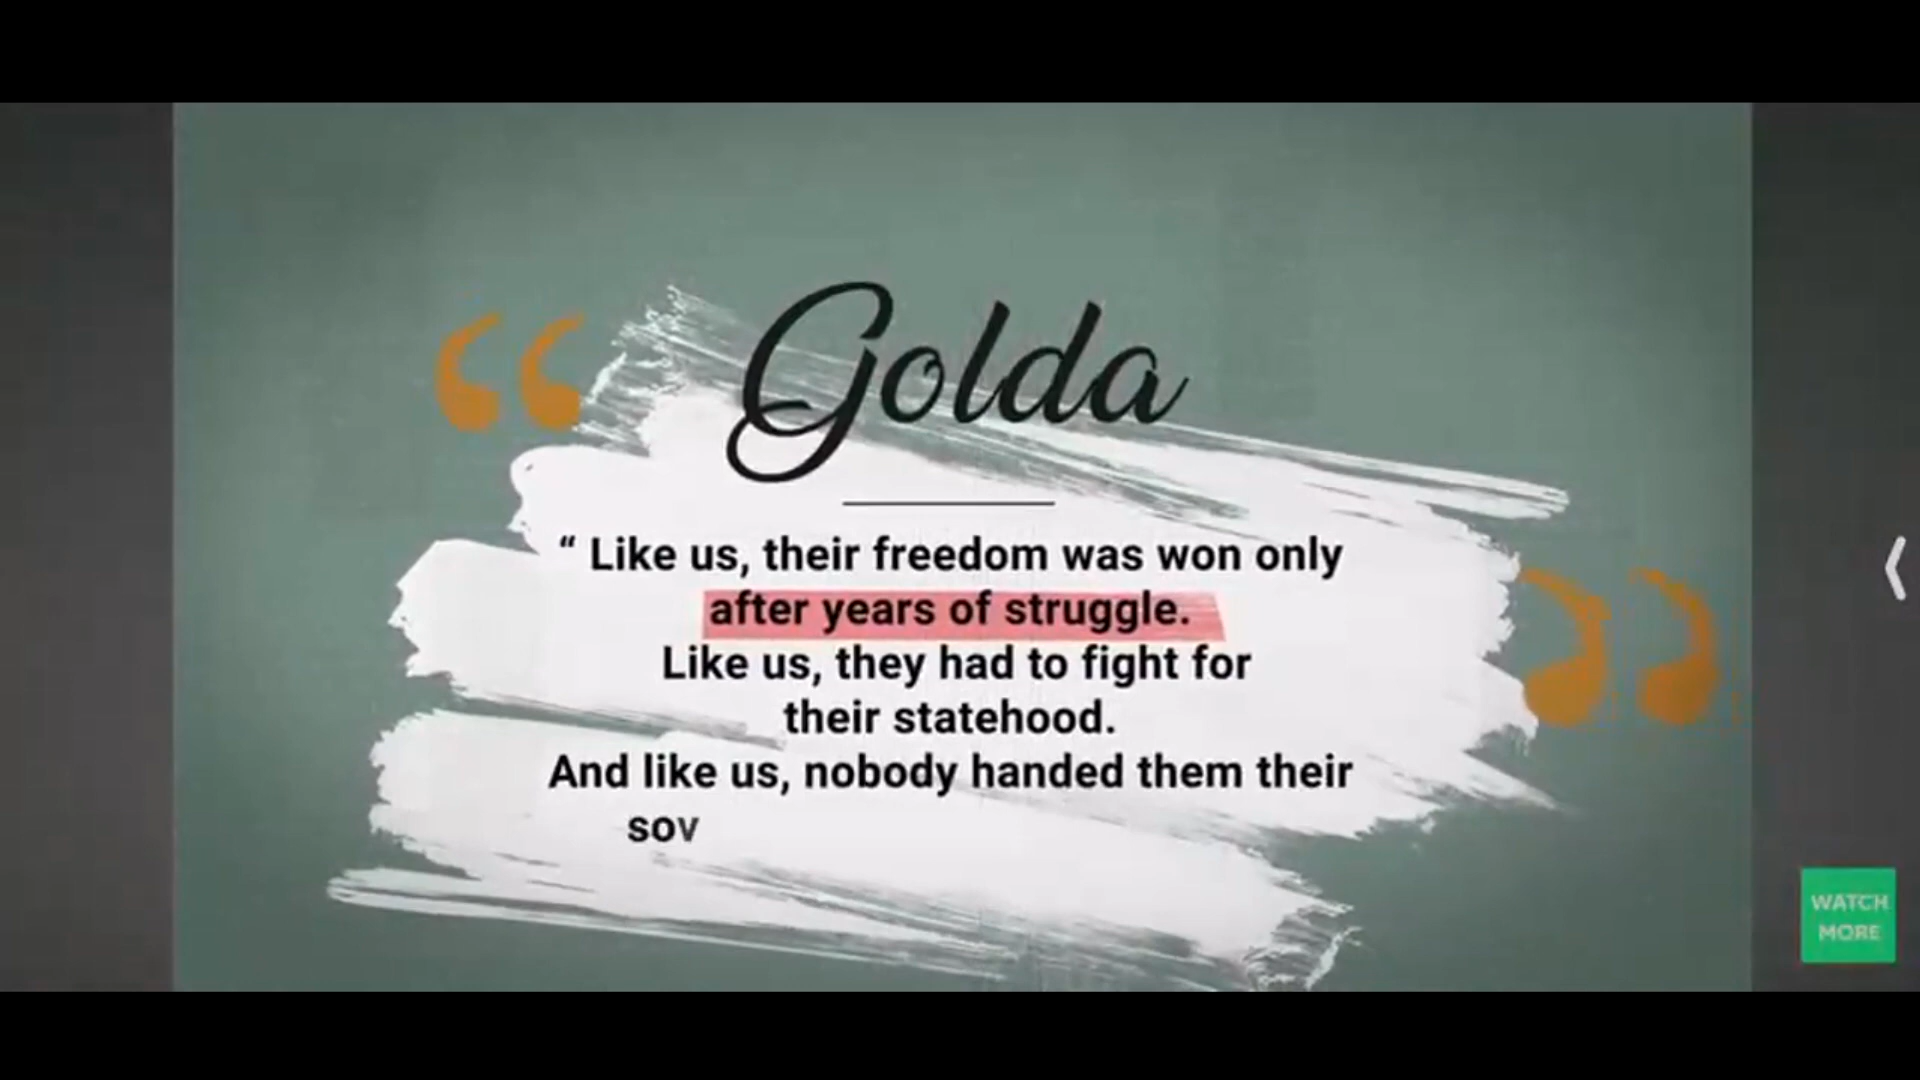 Golda
“ Like us, their freedom was won only
after years of struggle.
Like us, they had to fight for
their statehood.
And like us, nobody handed them their
sov
WATCH
MORE